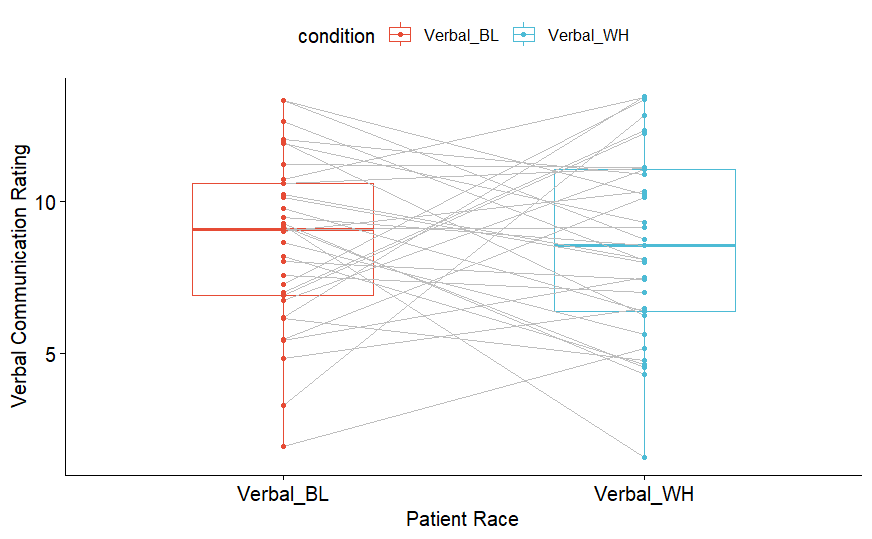 condition Verbal_BL Verbal_WH
Verbal Communication Rating
10
5
Verbal_BL Verbal_WH
Patient Race